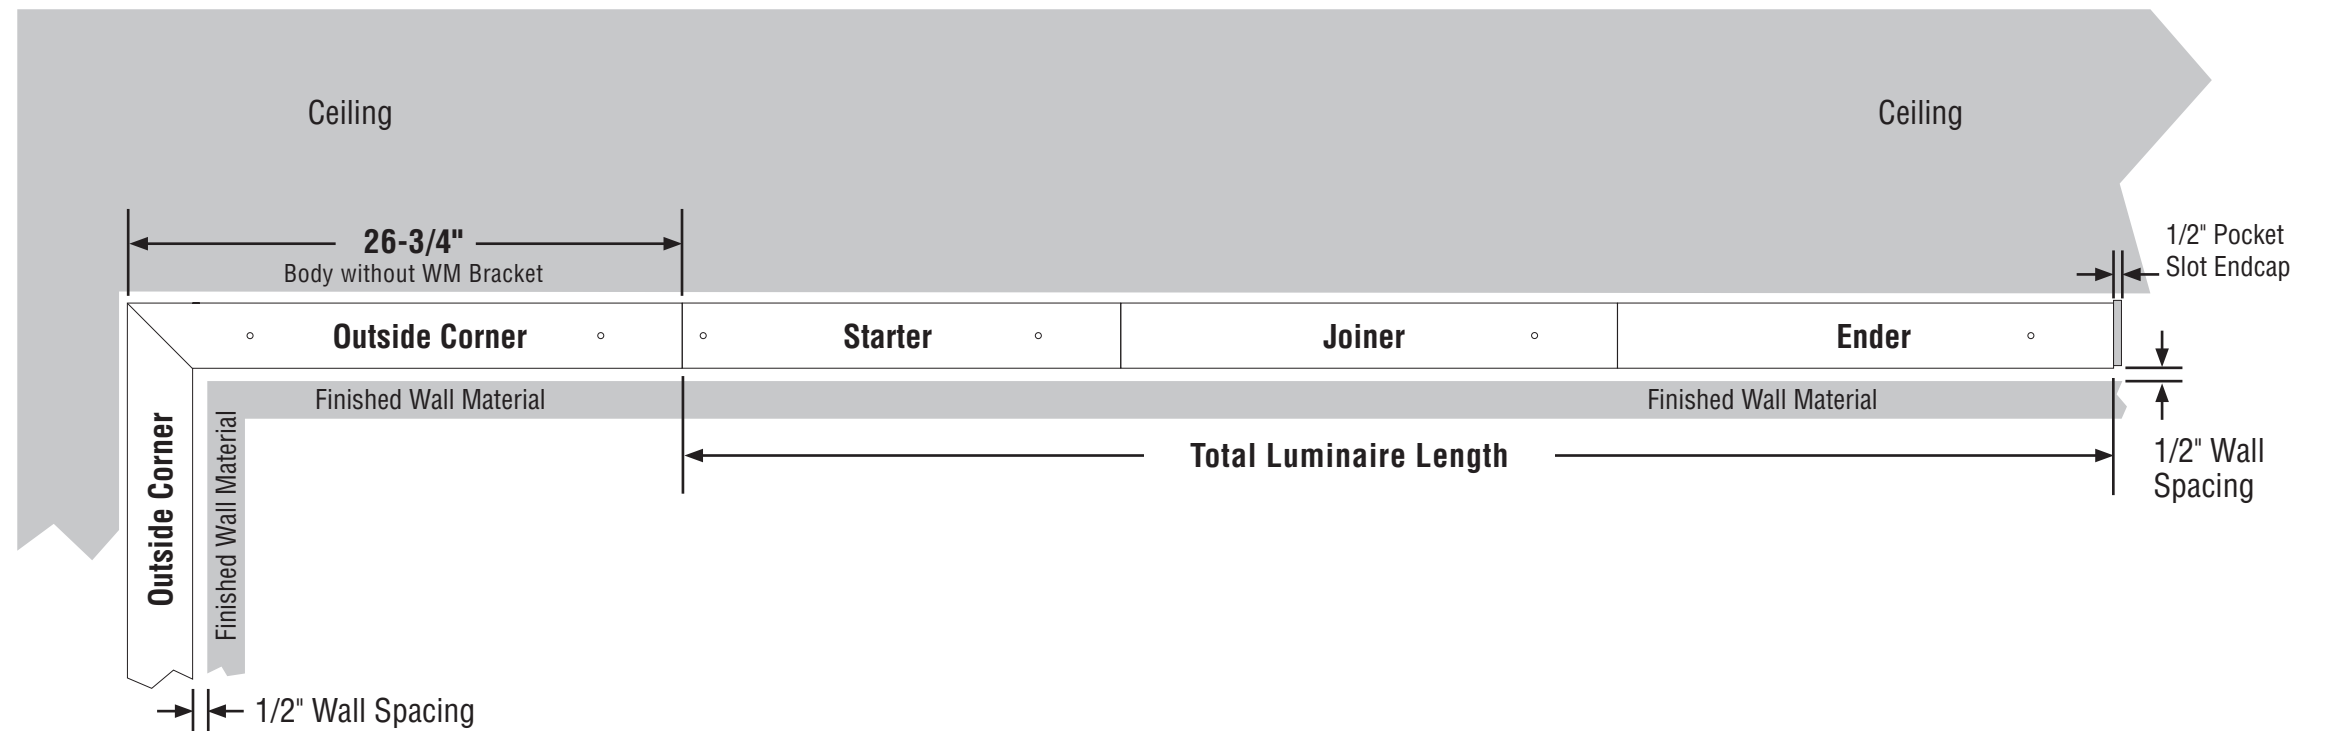 Ceiling
Ceiling
26-3/4"
Body without WM Bracket
1/2" Pocket
Slot Endcap
Outside Corner
Starter
Joiner
Ender
Finished Wall Material
Finished Wall Material
Outside Corner
Finished Wall Material
Total Luminaire Length
1/2" Wall
Spacing
1/2" Wall Spacing